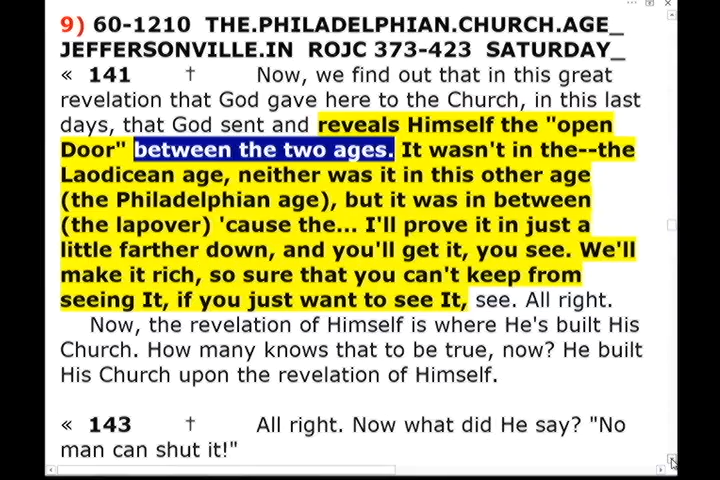 9) 60-1210 THE.PHILADELPHIAN.CHURCH.AGE_
JEFFERSONVILLE.IN ROJC 373-423 SATURDAY_
« 141 † Now, we find out that in this great
revelation that God gave here to the Church, in this last
days, that God sent and reveals Himself the "open
Door" between the two ages. It wasn't in the--the
Laodicean age, neither was it in this other age
(the Philadelphian age), but it was in between
(the lapover) 'cause the... I'll prove it in just a
little farther down, and you'll get it, you see. We'll
make it rich, so sure that you can't keep from
seeing It, if you just want to see It, see. All right.
Now, the revelation of Himself is where He's built His
Church. How many knows that to be true, now? He built
His Church upon the revelation of Himself.
« 143 † All right. Now what did He say? "No
man can shut it!"